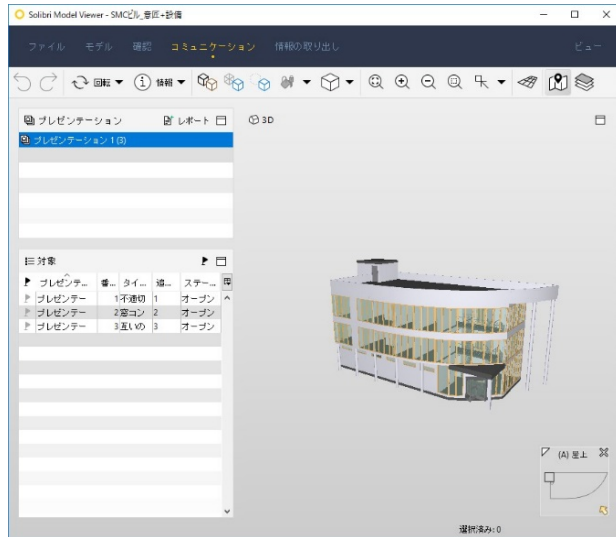 Solibri Model Viewer - SMCビル_意匠+設備
ファイル モデル 確認 コミュニケーション 情報の取り出し ビュー
回転 情報
プレゼンテーション レポート
3D
プレゼンテーション 1 (3)
対象
プレゼンテ... 番... タイ... 追... ステー...
プレゼンテー 1 不適切 1 オープン
プレゼンテー 2 窓コン 2 オープン
プレゼンテー 3 互いの 3 オープン
(A) 屋上
選択済み: 0